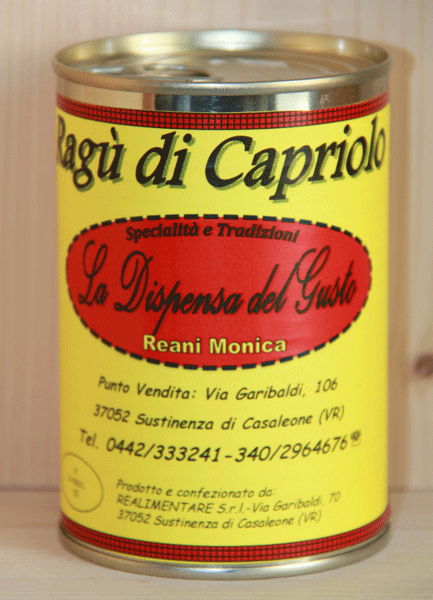 Ragù di Capriolo
Specialità e Tradizioni
La Dispensa del Gusto
Reani Monica
Punto Vendita: Via Garibaldi, 106
37052 Sustinenza di Casaleone (VR)
Tel. 0442/333241-340/2964676
Prodotto e confezionato da:
REALIMENTARE S.r.l.-Via Garibaldi, 70
37052 Sustinenza di Casaleone (VR)